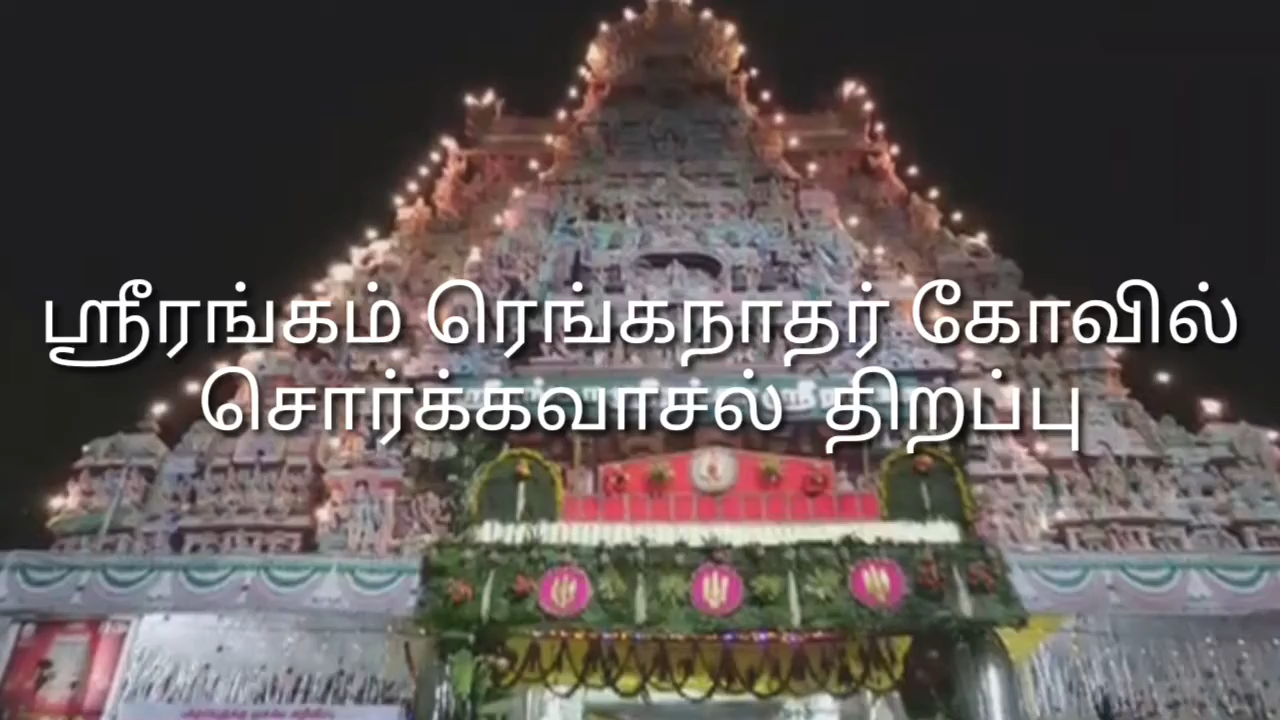 ஸ்ரீரங்கம் ரெங்கநாதர் கோவில்
சொர்க்கவாசல் திறப்பு